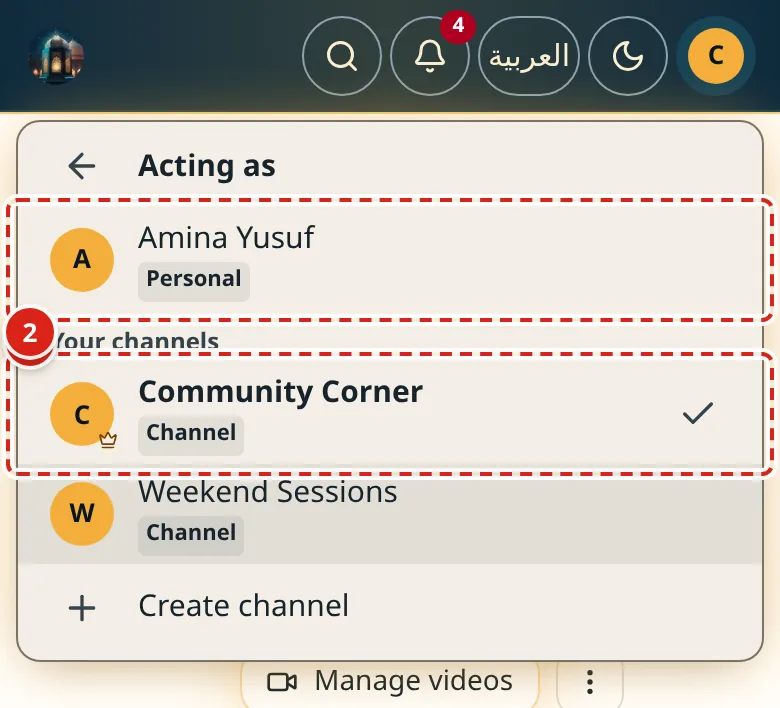 4
العربية
C
Acting as
A
Amina Yusuf
Personal
2
Your channels
C
Community Corner
Channel
W
Weekend Sessions
Channel
Create channel
Manage videos